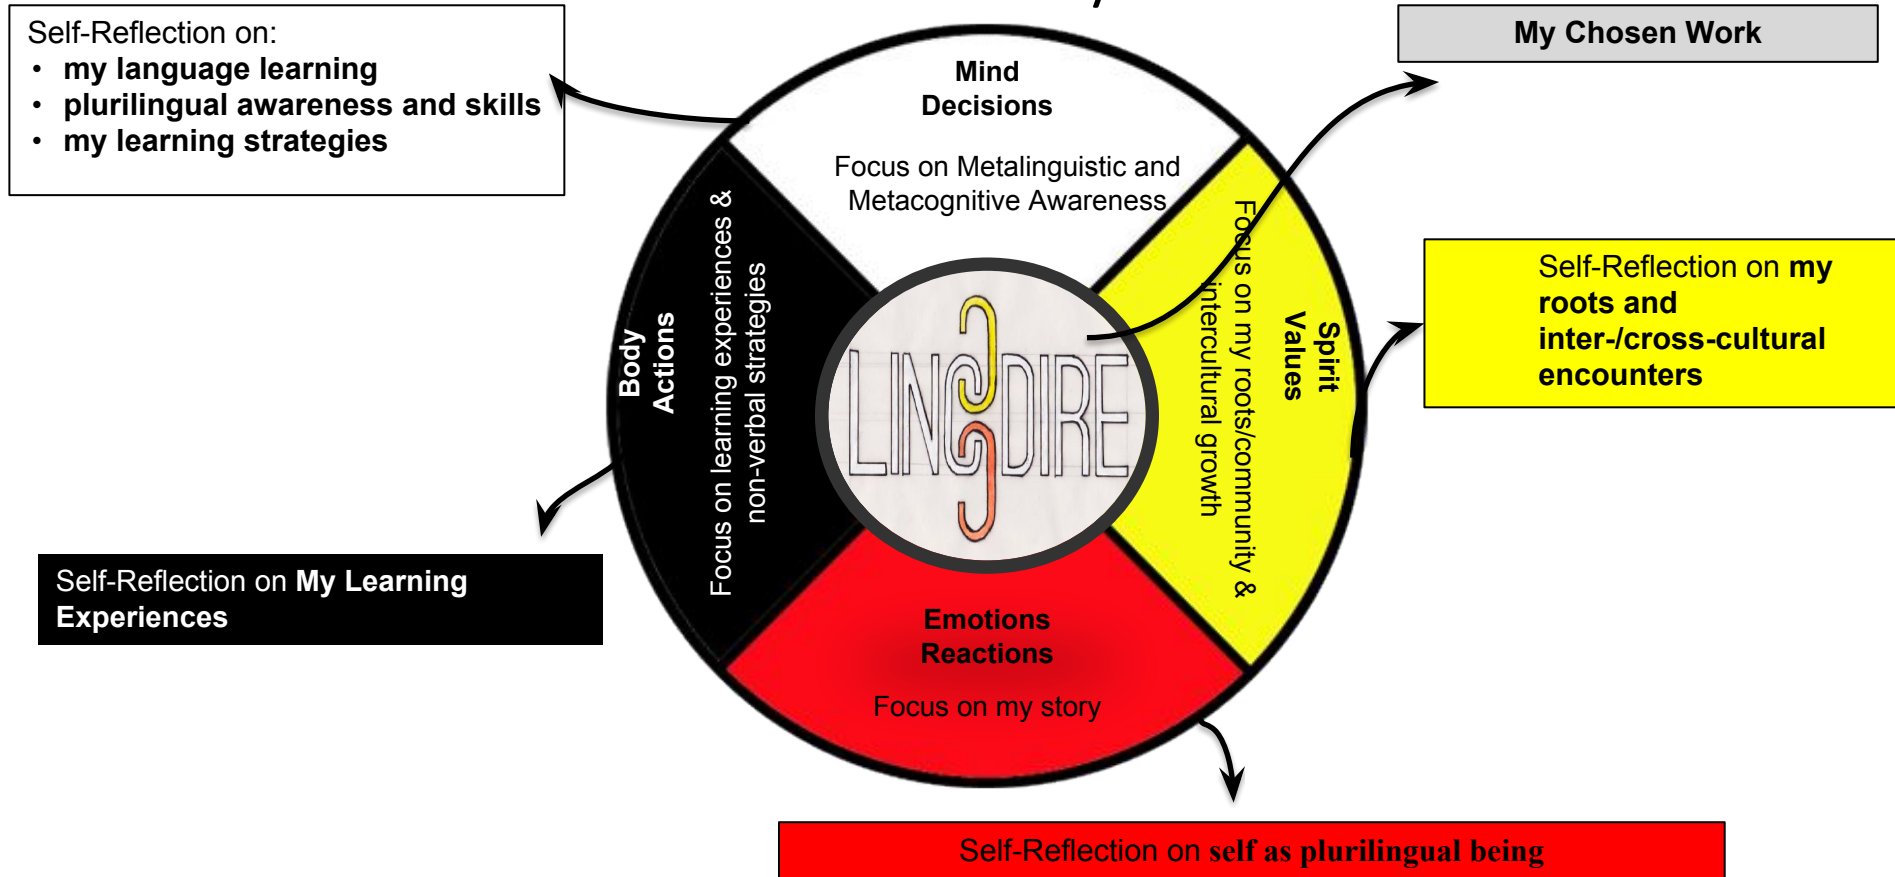 Self-Reflection on:
• my language learning
• plurilingual awareness and skills
• my learning strategies
My Chosen Work
Mind
Decisions
Focus on Metalinguistic and
Metacognitive Awareness
Body
Actions
Focus on learning experiences &
non-verbal strategies
LINGDIRE
Spirit
Values
Focus on my roots/community &
intercultural growth
Self-Reflection on my
roots and
inter-/cross-cultural
encounters
Self-Reflection on My Learning
Experiences
Emotions
Reactions
Focus on my story
Self-Reflection on self as plurilingual being